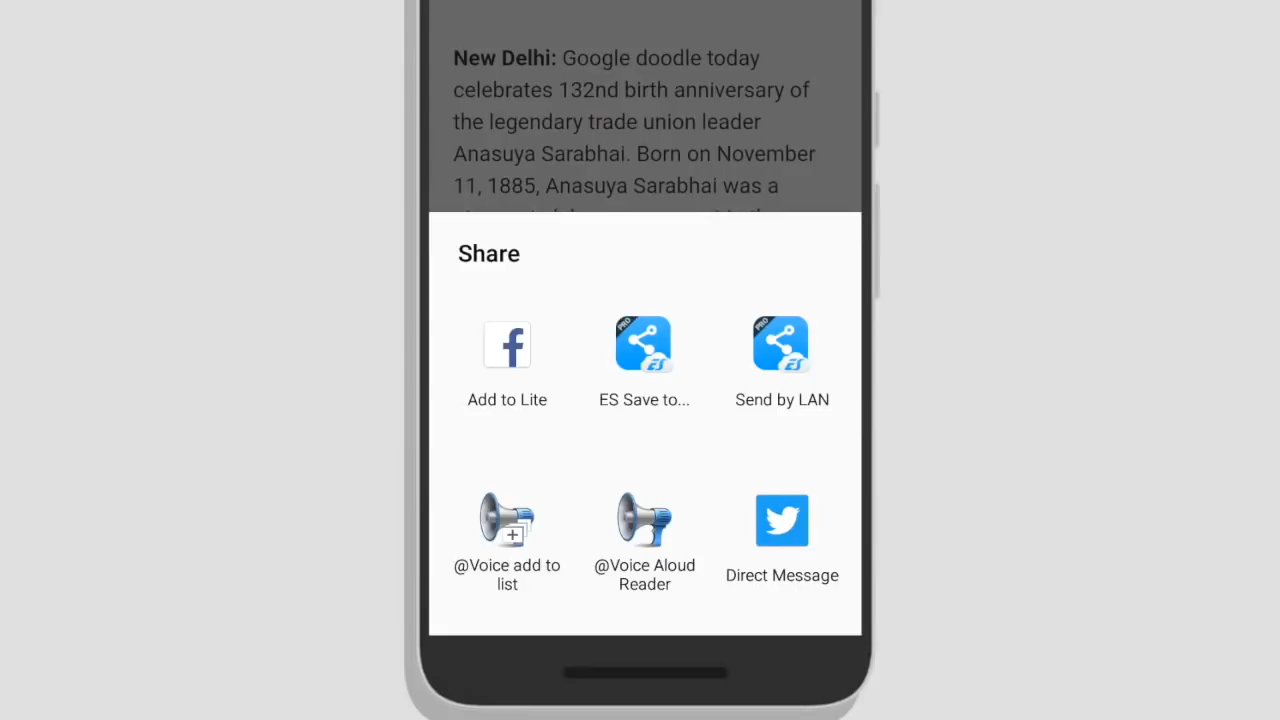 New Delhi: Google doodle today
celebrates 132nd birth anniversary of
the legendary trade union leader
Anasuya Sarabhai. Born on November
11, 1885, Anasuya Sarabhai was a
Share
PRO
PRO
Add to Lite
ES Save to...
Send by LAN
@Voice add to
list
@Voice Aloud
Reader
Direct Message